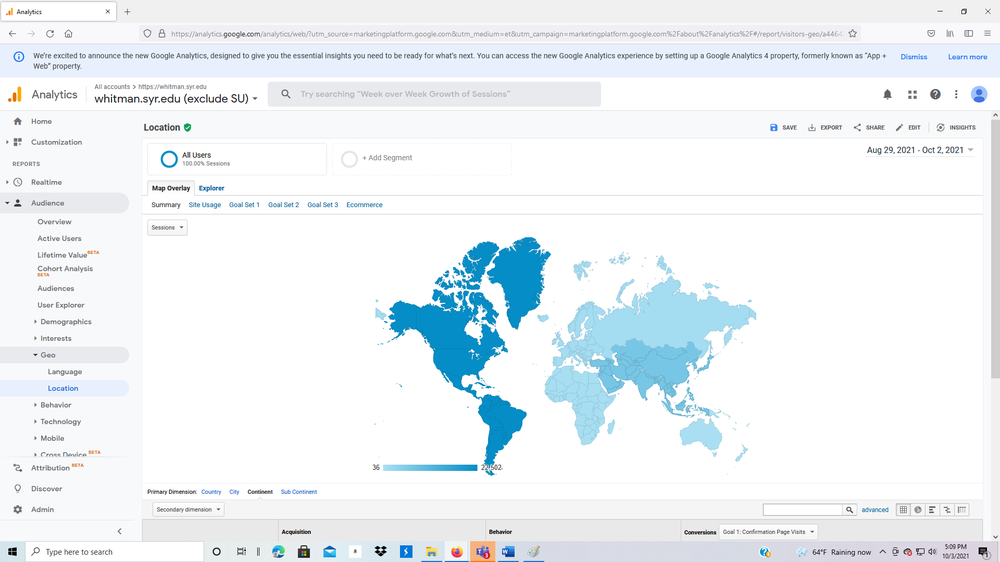 Analytics
https://analytics.google.com/analytics/web/?utm_source=marketingplatform.google.com&utm_medium=et&utm_campaign=marketingplatform.google.com%2Fabout%2Fanalytics%2F#/report/visitors-geo/a4464
We're excited to announce the new Google Analytics, designed to give you the essential insights you need to be ready for what's next. You can access the new Google Analytics experience by setting up a Google Analytics 4 property, formerly known as "App +
Web" property.
Dismiss
Learn more
Analytics
All accounts > https://whitman.syr.edu
whitman.syr.edu (exclude SU)
Try searching "Week over Week Growth of Sessions"
Home
Customization
REPORTS
Realtime
Audience
Overview
Active Users
Lifetime Value BETA
Cohort Analysis
BETA
Audiences
User Explorer
Demographics
Interests
Geo
Language
Location
Behavior
Technology
Mobile
Cross Device BETA
Attribution BETA
Discover
Admin
Location
SAVE
EXPORT
SHARE
EDIT
INSIGHTS
All Users
100.00% Sessions
+ Add Segment
Aug 29, 2021 - Oct 2, 2021
Map Overlay
Explorer
Summary
Site Usage
Goal Set 1
Goal Set 2
Goal Set 3
Ecommerce
Sessions
36
22,502
Primary Dimension:
Country
City
Continent
Sub Continent
Secondary dimension
advanced
Acquisition
Behavior
Conversions
Goal 1: Confirmation Page Visits
Type here to search
a
3
64°F Raining now
5:09 PM
10/3/2021
1